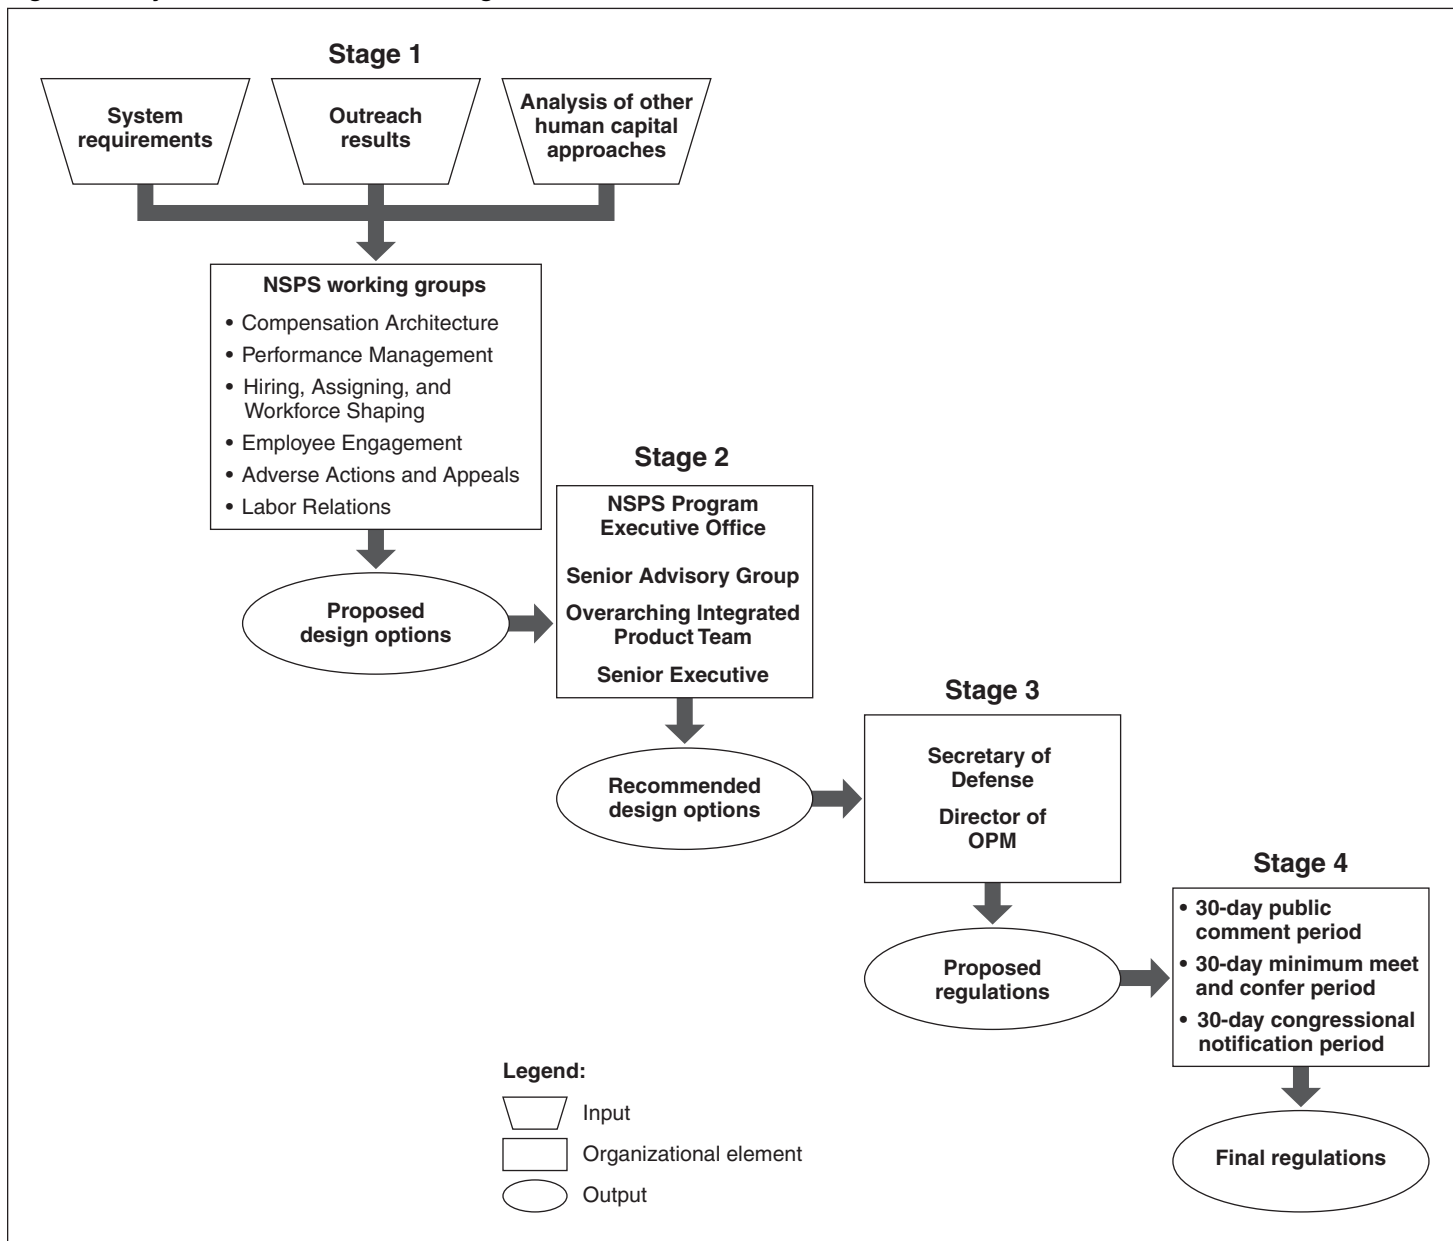 Stage 1
System
requirements
Outreach
results
Analysis of other
human capital
approaches
NSPS working groups
• Compensation Architecture
• Performance Management
• Hiring, Assigning, and
Workforce Shaping
• Employee Engagement
• Adverse Actions and Appeals
• Labor Relations
Proposed
design options
Stage 2
NSPS Program
Executive Office
Senior Advisory Group
Overarching Integrated
Product Team
Senior Executive
Recommended
design options
Stage 3
Secretary of
Defense
Director of
OPM
Proposed
regulations
Stage 4
• 30-day public
comment period
• 30-day minimum meet
and confer period
• 30-day congressional
notification period
Final regulations
Legend:
Input
Organizational element
Output